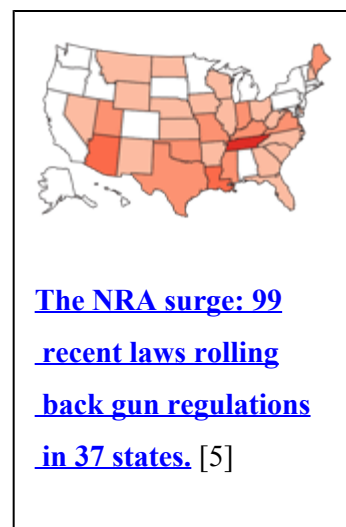 The NRA surge: 99
recent laws rolling
back gun regulations
in 37 states. [5]